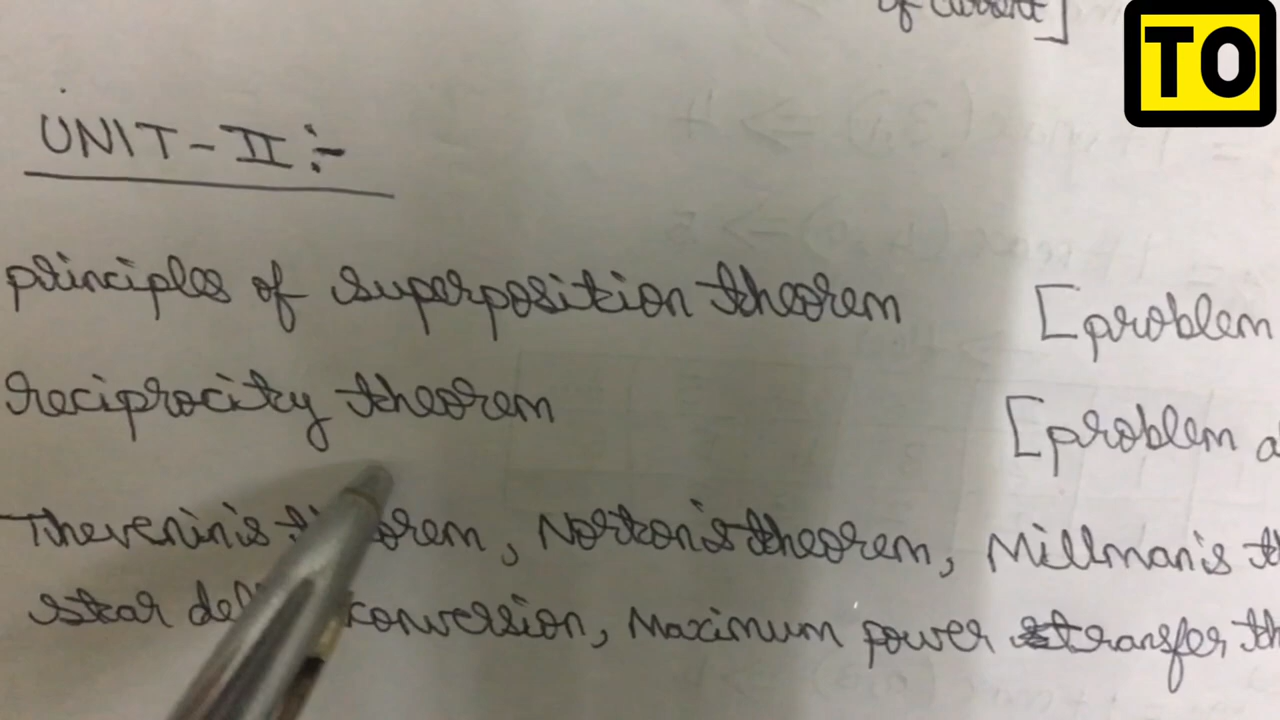 of current]
TO
UNIT-II:-
principles of superposition theorem [problem
reciprocity theorem [problem
Thevenin's theorem, Norton's theorem, Millman's
star conversion, Maximum power transfer